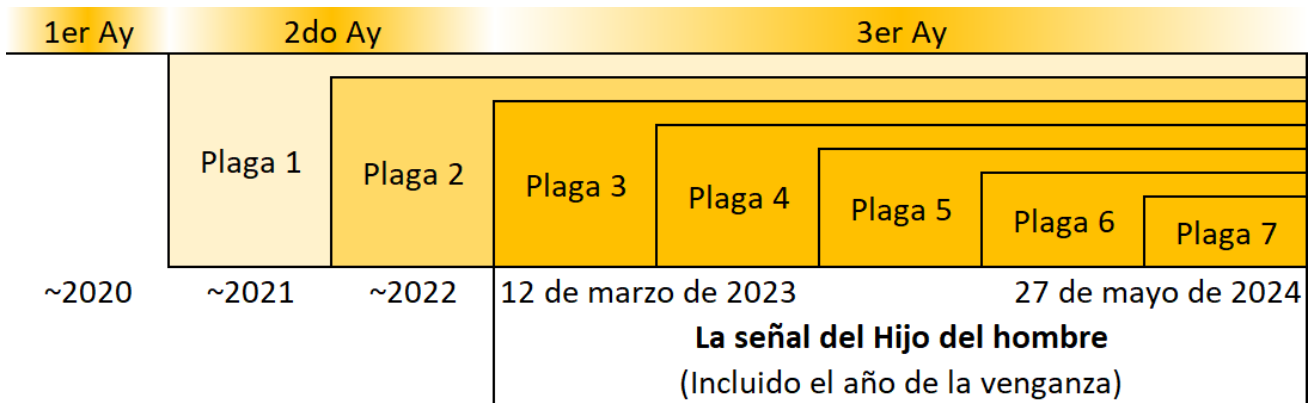 1er Ay 2do Ay 3er Ay
Plaga 1 Plaga 2 Plaga 3 Plaga 4 Plaga 5 Plaga 6 Plaga 7
~2020 ~2021 ~2022 12 de marzo de 2023 27 de mayo de 2024
La señal del Hijo del hombre
(Incluido el año de la venganza)